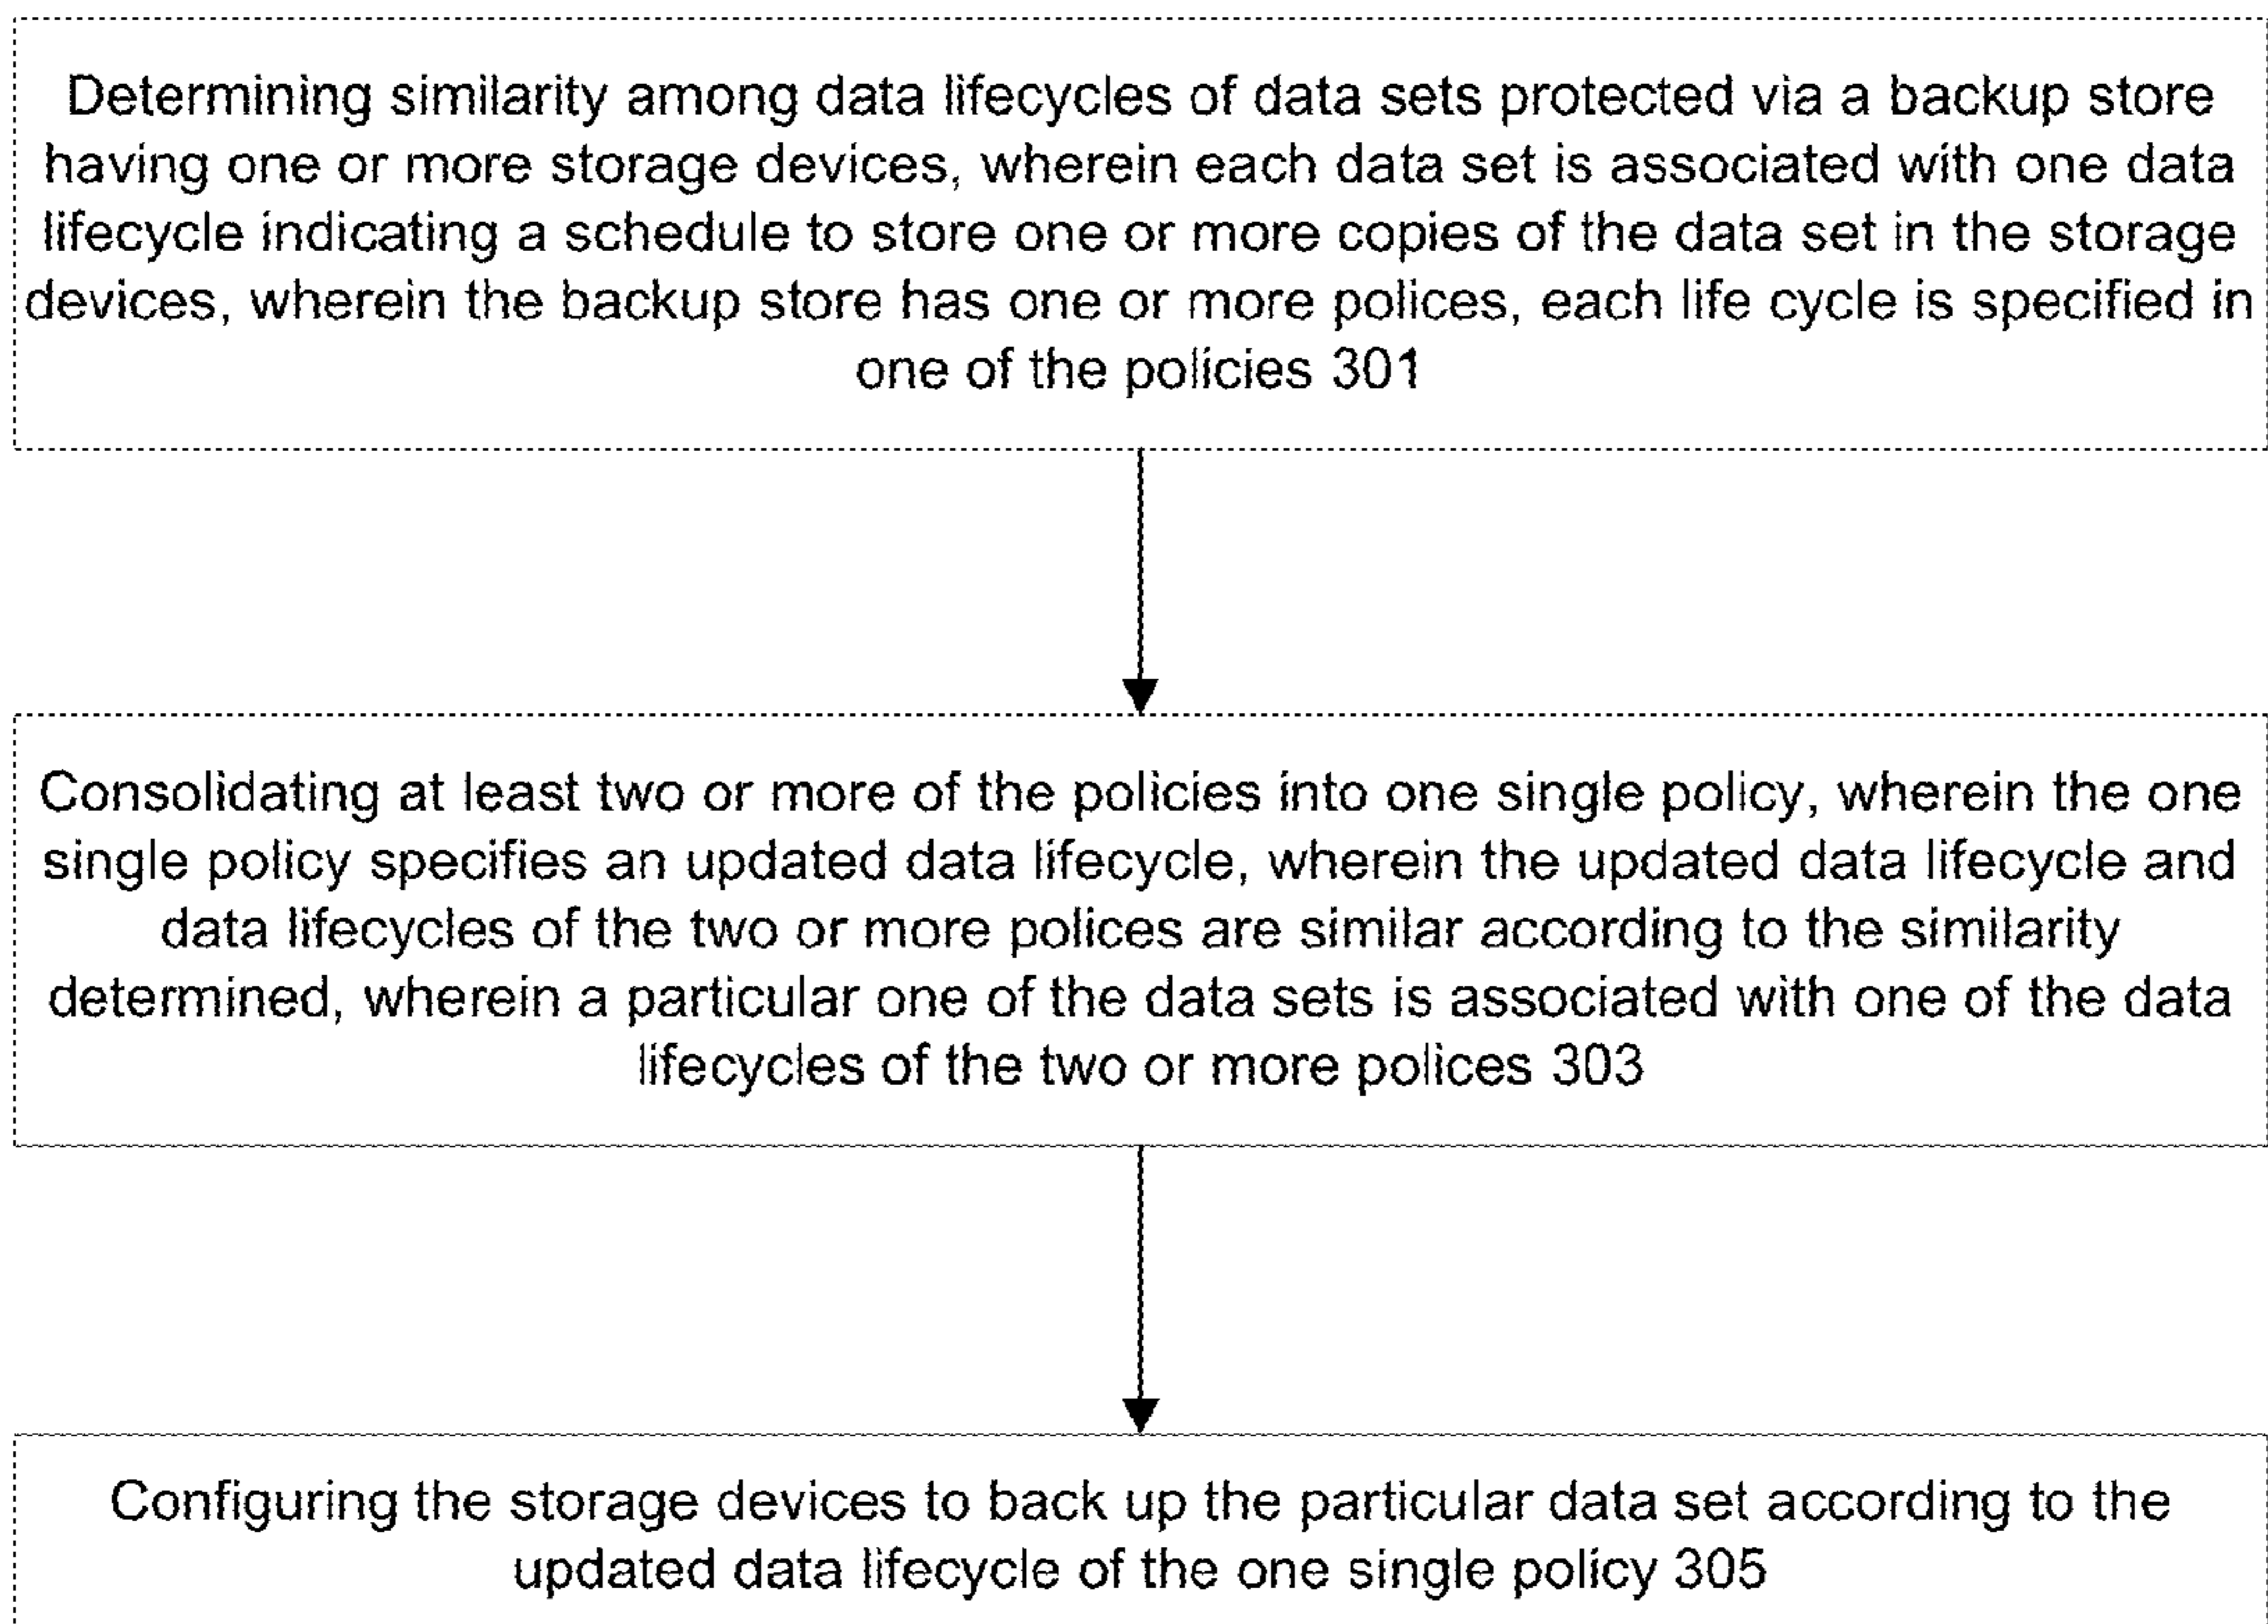 Determining similarity among data lifecycles of data sets protected via a backup store
having one or more storage devices, wherein each data set is associated with one data
lifecycle indicating a schedule to store one or more copies of the data set in the storage
devices, wherein the backup store has one or more polices, each life cycle is specified in
one of the policies 301
Consolidating at least two or more of the policies into one single policy, wherein the one
single policy specifies an updated data lifecycle, wherein the updated data lifecycle and
data lifecycles of the two or more polices are similar according to the similarity
determined, wherein a particular one of the data sets is associated with one of the data
lifecycles of the two or more polices 303
Configuring the storage devices to back up the particular data set according to the
updated data lifecycle of the one single policy 305